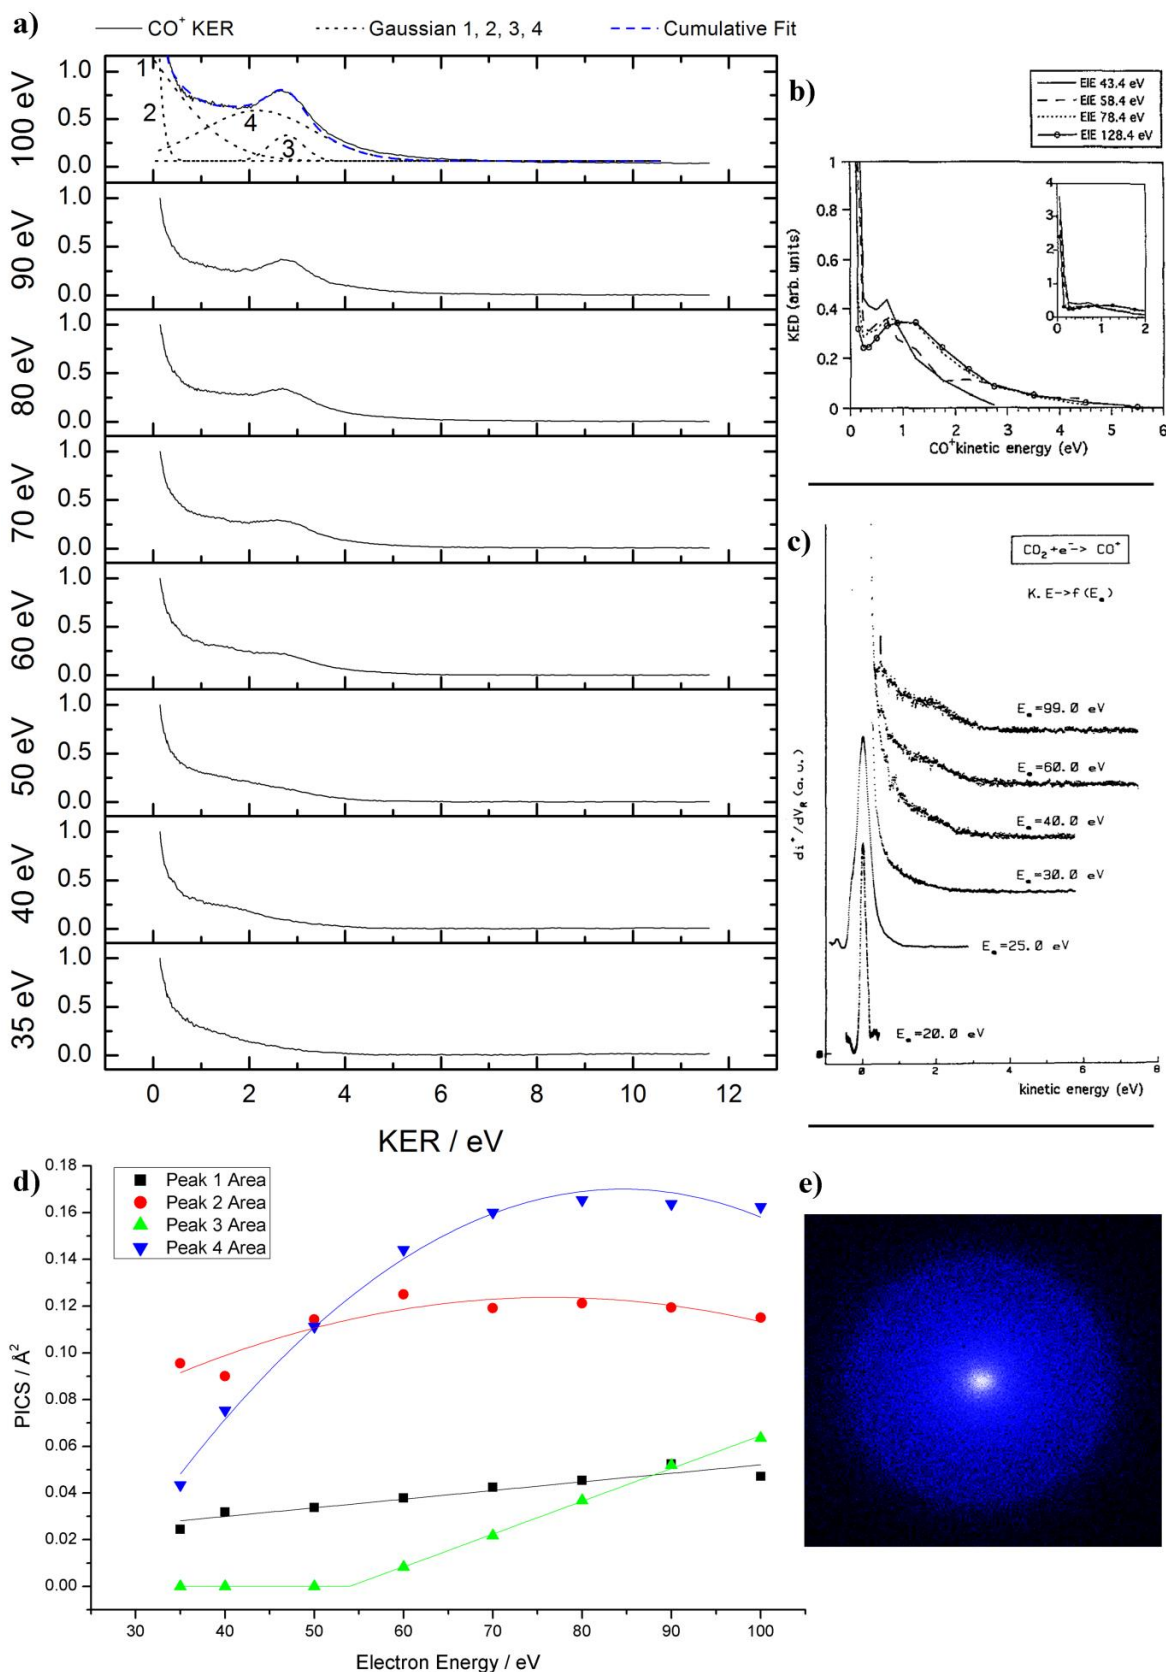 a)
CO⁺ KER
Gaussian 1, 2, 3, 4
Cumulative Fit
100 eV
1.0
0.5
0.0
1
2
4
3
90 eV
1.0
0.5
0.0
80 eV
1.0
0.5
0.0
70 eV
1.0
0.5
0.0
60 eV
1.0
0.5
0.0
50 eV
1.0
0.5
0.0
40 eV
1.0
0.5
0.0
35 eV
1.0
0.5
0.0
0 2 4 6 8 10 12
KER / eV
b)
EIE 43.4 eV
EIE 58.4 eV
EIE 78.4 eV
EIE 128.4 eV
KED (arb. units)
1
0.8
0.6
0.4
0.2
0
0 1 2 3 4 5 6
CO⁺kinetic energy (eV)
4
3
2
1
0
0 1 2
c)
CO₂+e⁻-> CO⁺
K.E->f(Eₑ)
Eₑ=99.0 eV
Eₑ=60.0 eV
Eₑ=40.0 eV
Eₑ=30.0 eV
Eₑ=25.0 eV
Eₑ=20.0 eV
di⁺/dV_R (a.u.)
0 2 4 6 8
kinetic energy (eV)
d)
Peak 1 Area
Peak 2 Area
Peak 3 Area
Peak 4 Area
PICS / Å²
0.18
0.16
0.14
0.12
0.10
0.08
0.06
0.04
0.02
0.00
30 40 50 60 70 80 90 100
Electron Energy / eV
e)